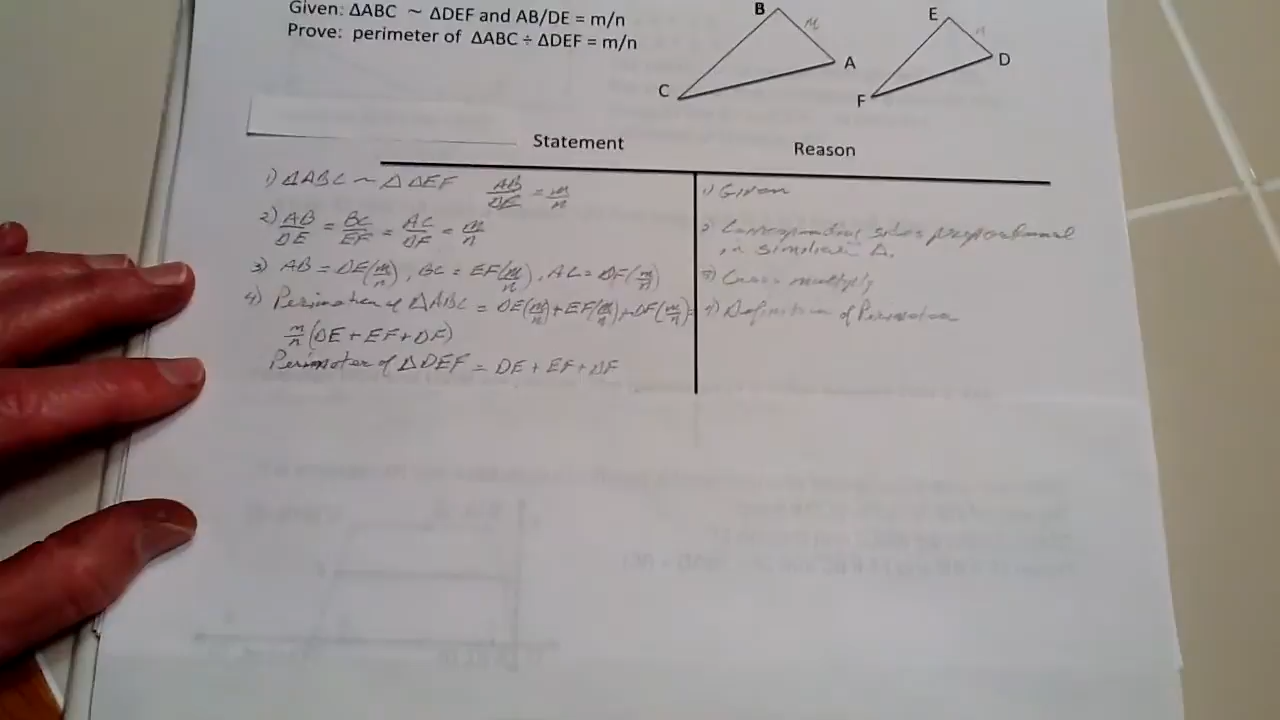 Given: ΔABC ~ ΔDEF and AB/DE = m/n
Prove: perimeter of ΔABC ÷ ΔDEF = m/n
B
M
A
C
E
n
D
F
Statement
Reason
1) ΔABC ~ ΔDEF AB/DE = m/n
1) Given
2) AB/DE = BC/EF = AC/DF = m/n
2 Corresponding sides proportional
in similar Δ.
3) AB = DE(m/n), BC = EF(m/n), AC = DF(m/n)
3) Cross multiply
4) Perimeter of ΔABC = DE(m/n) + EF(m/n) + DF(m/n) =
4) Definition of Perimeter
m/n (DE + EF + DF)
Perimeter of ΔDEF = DE + EF + DF